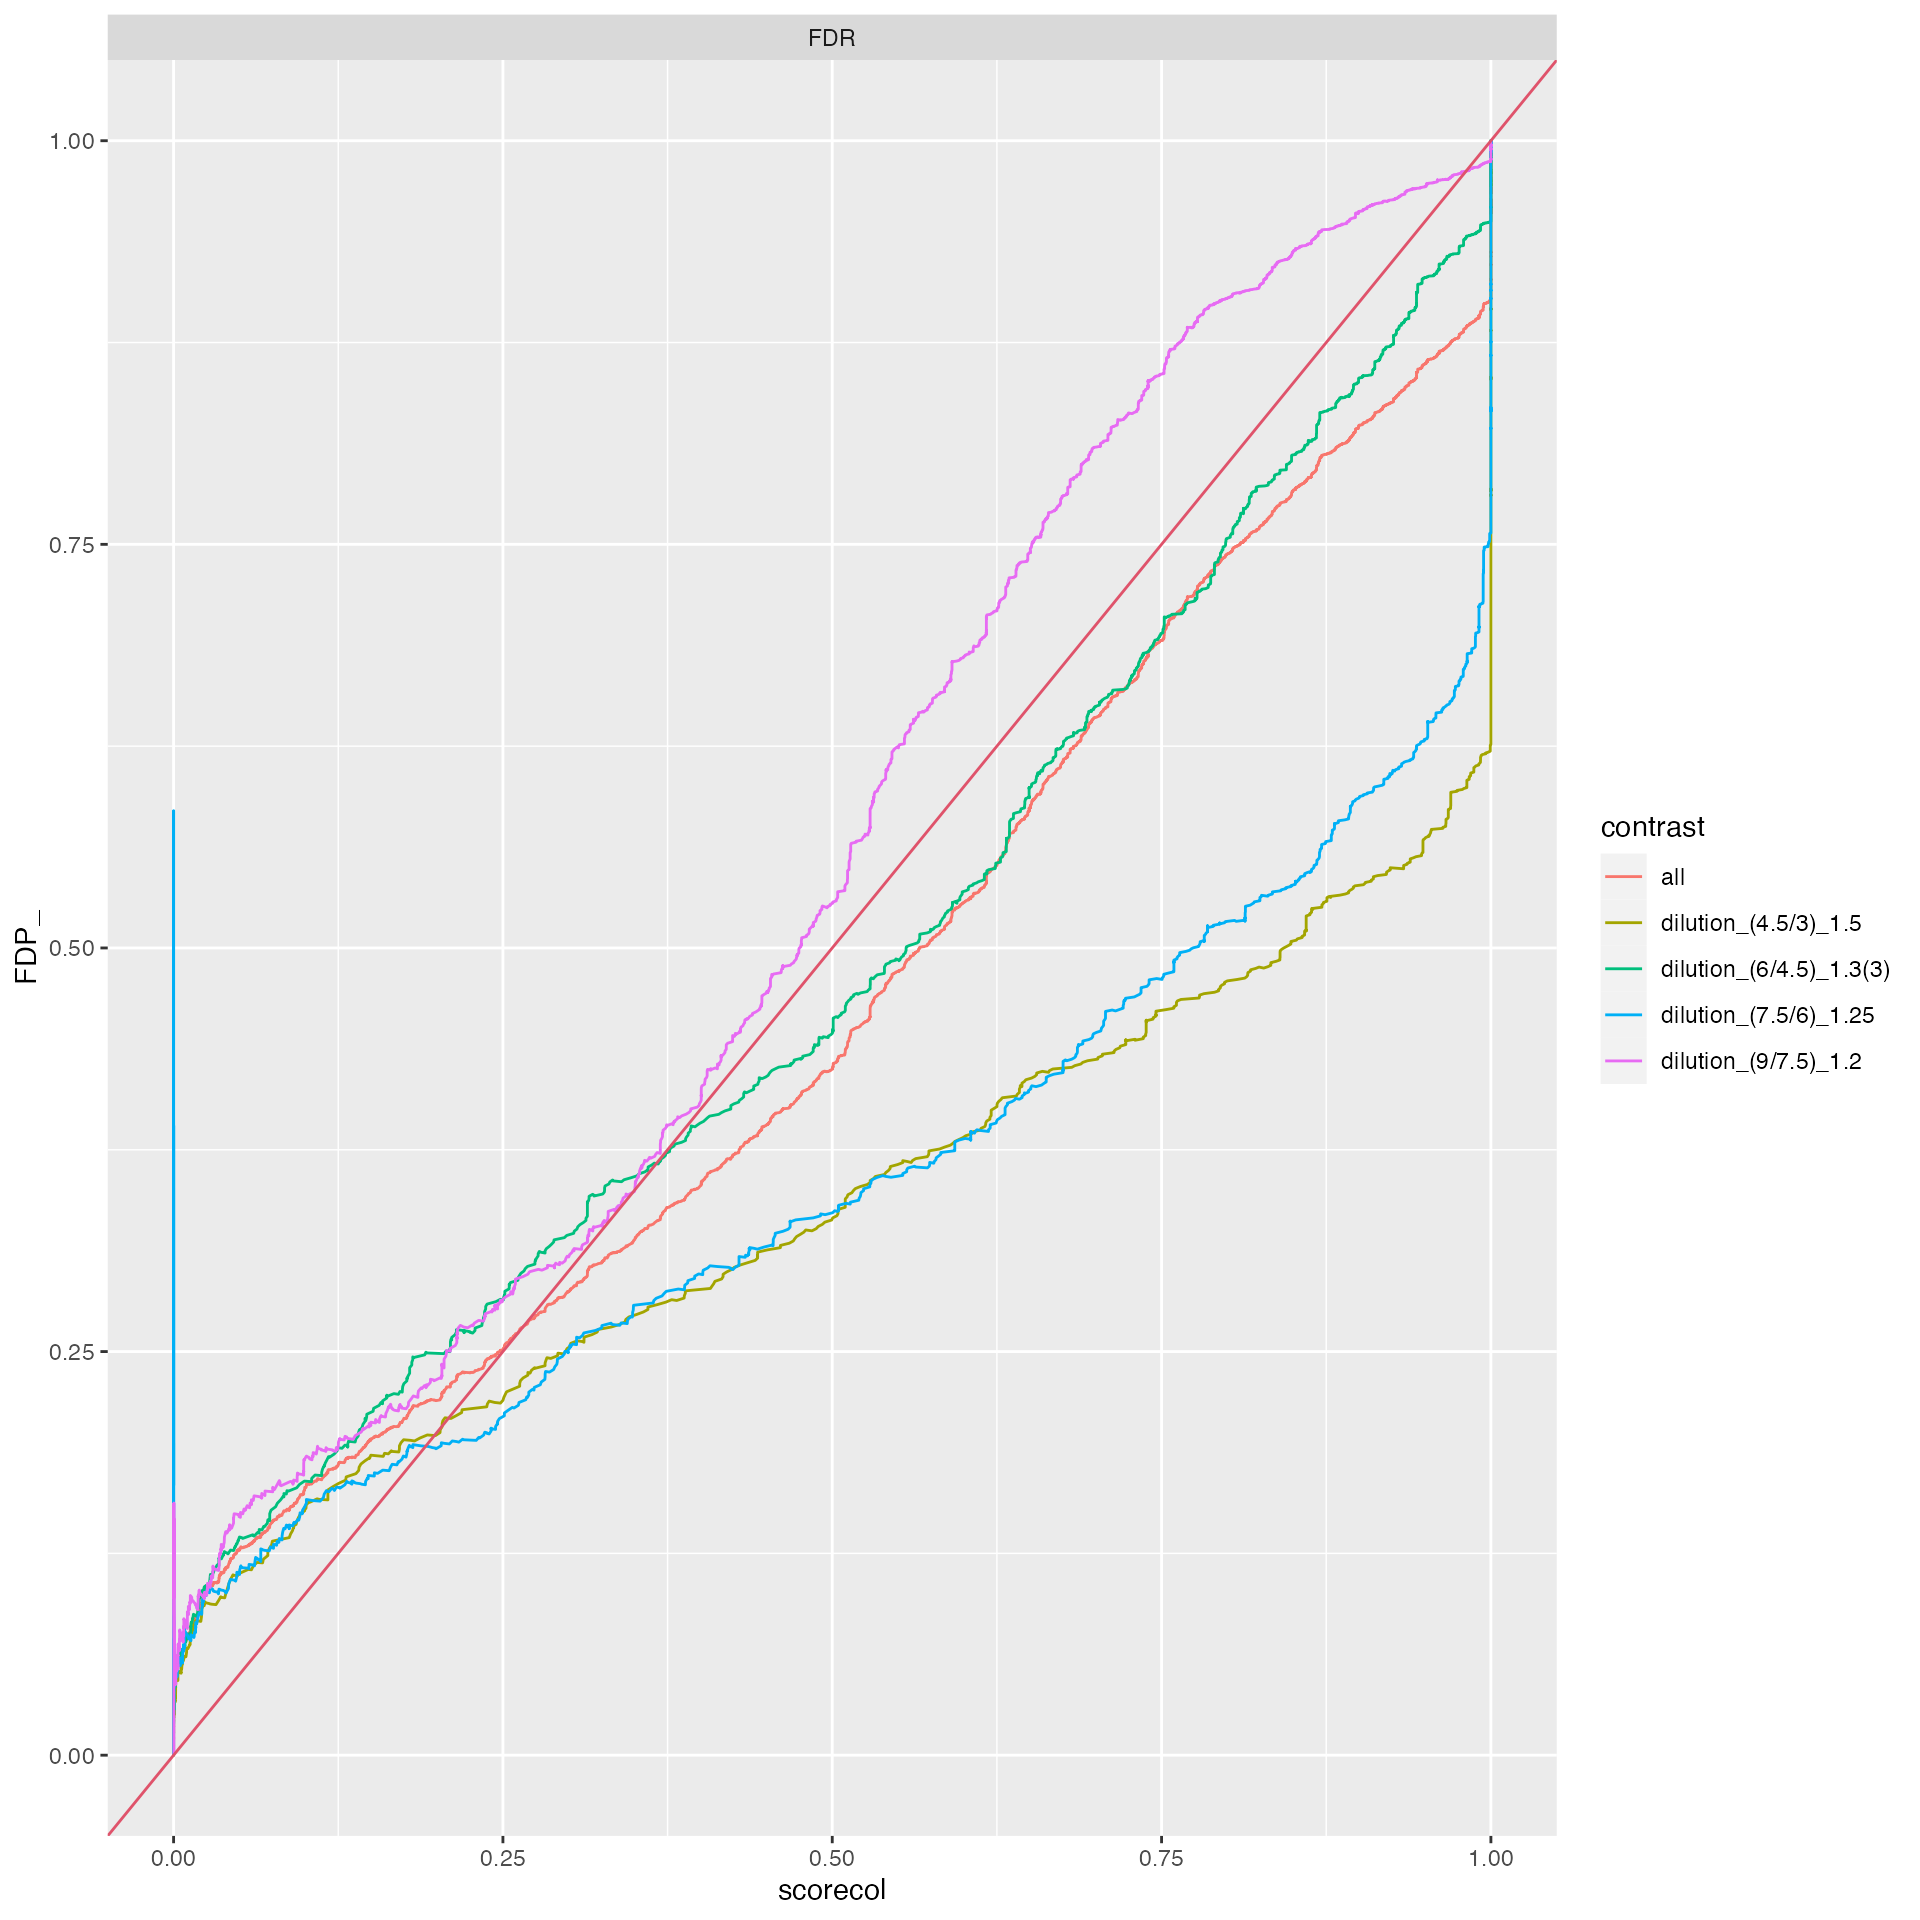 FDR
1.00
0.75
0.50
0.25
0.00
FDP_
0.00 0.25 0.50 0.75 1.00
scorecol
contrast
all
dilution_(4.5/3)_1.5
dilution_(6/4.5)_1.3(3)
dilution_(7.5/6)_1.25
dilution_(9/7.5)_1.2